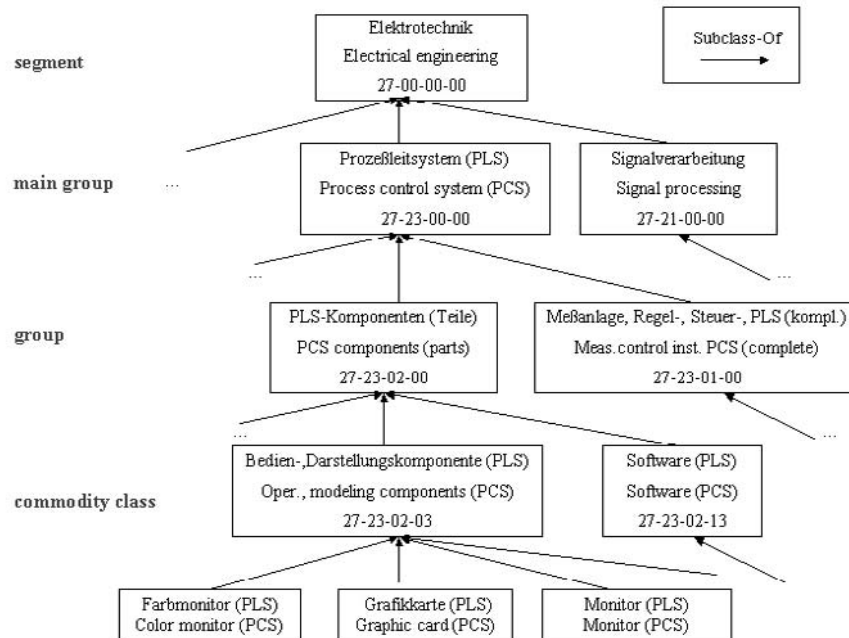 Elektrotechnik
Electrical engineering
27-00-00-00
Subclass-Of
segment
Prozeßleitsystem (PLS)
Process control system (PCS)
27-23-00-00
Signalverarbeitung
Signal processing
27-21-00-00
main group
...
...
...
PLS-Komponenten (Teile)
PCS components (parts)
27-23-02-00
Meßanlage, Regel-, Steuer-, PLS (kompl.)
Meas.control inst. PCS (complete)
27-23-01-00
group
...
...
Bedien-,Darstellungskomponente (PLS)
Oper., modeling components (PCS)
27-23-02-03
Software (PLS)
Software (PCS)
27-23-02-13
commodity class
...
...
Farbmonitor (PLS)
Color monitor (PCS)
Grafikkarte (PLS)
Graphic card (PCS)
Monitor (PLS)
Monitor (PCS)